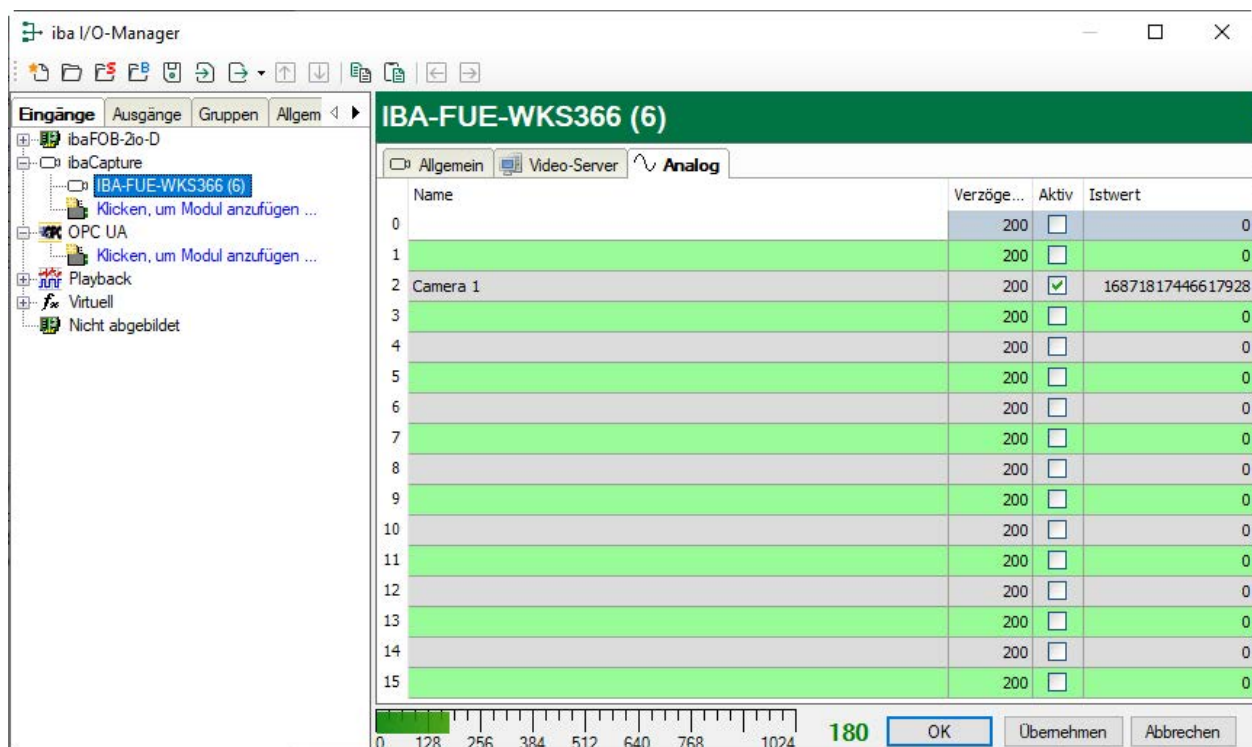 iba I/O-Manager
Eingänge Ausgänge Gruppen Allgem
ibaFOB-2io-D
ibaCapture
IBA-FUE-WKS366 (6)
Klicken, um Modul anzufügen ...
OPC UA
Klicken, um Modul anzufügen ...
Playback
Virtuell
Nicht abgebildet
IBA-FUE-WKS366 (6)
Allgemein Video-Server Analog
Name Verzöge... Aktiv Istwert
0 200 0
1 200 0
2 Camera 1 200 16871817446617928
3 200 0
4 200 0
5 200 0
6 200 0
7 200 0
8 200 0
9 200 0
10 200 0
11 200 0
12 200 0
13 200 0
14 200 0
15 200 0
0 128 256 384 512 640 768 1024
180 OK Übernehmen Abbrechen